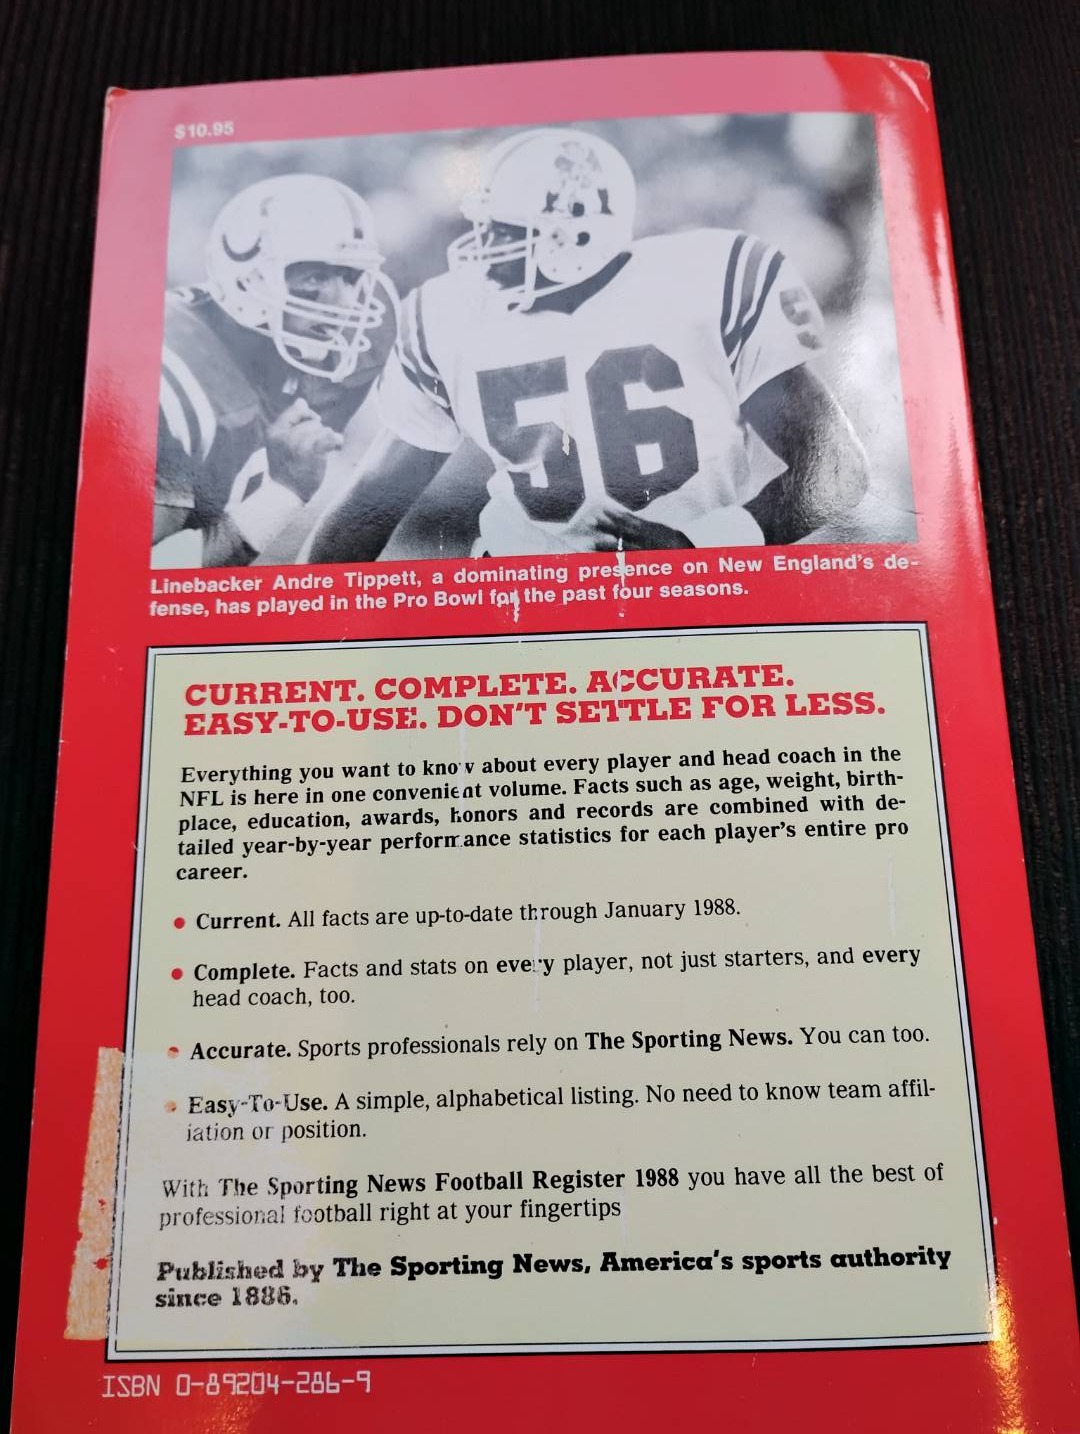 $10.95
56
Linebacker Andre Tippett, a dominating presence on New England's de-
fense, has played in the Pro Bowl for the past four seasons.
CURRENT. COMPLETE. ACCURATE.
EASY-TO-USE. DON'T SETTLE FOR LESS.
Everything you want to know about every player and head coach in the
NFL is here in one convenient volume. Facts such as age, weight, birth-
place, education, awards, honors and records are combined with de-
tailed year-by-year performance statistics for each player's entire pro
career.
• Current. All facts are up-to-date through January 1988.
• Complete. Facts and stats on every player, not just starters, and every
head coach, too.
• Accurate. Sports professionals rely on The Sporting News. You can too.
• Easy-To-Use. A simple, alphabetical listing. No need to know team affil-
iation or position.
With The Sporting News Football Register 1988 you have all the best of
professional football right at your fingertips
Published by The Sporting News, America's sports authority
since 1886.
ISBN 0-89204-286-9